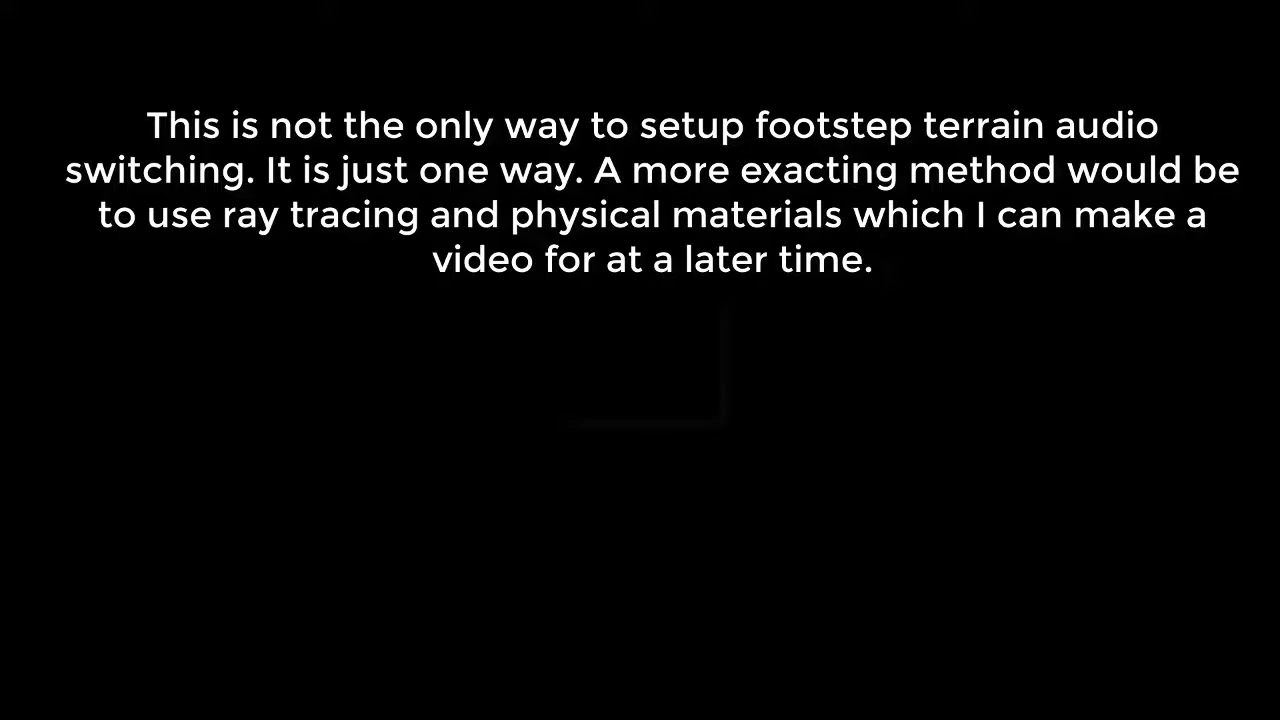 This is not the only way to setup footstep terrain audio
switching. It is just one way. A more exacting method would be
to use ray tracing and physical materials which I can make a
video for at a later time.